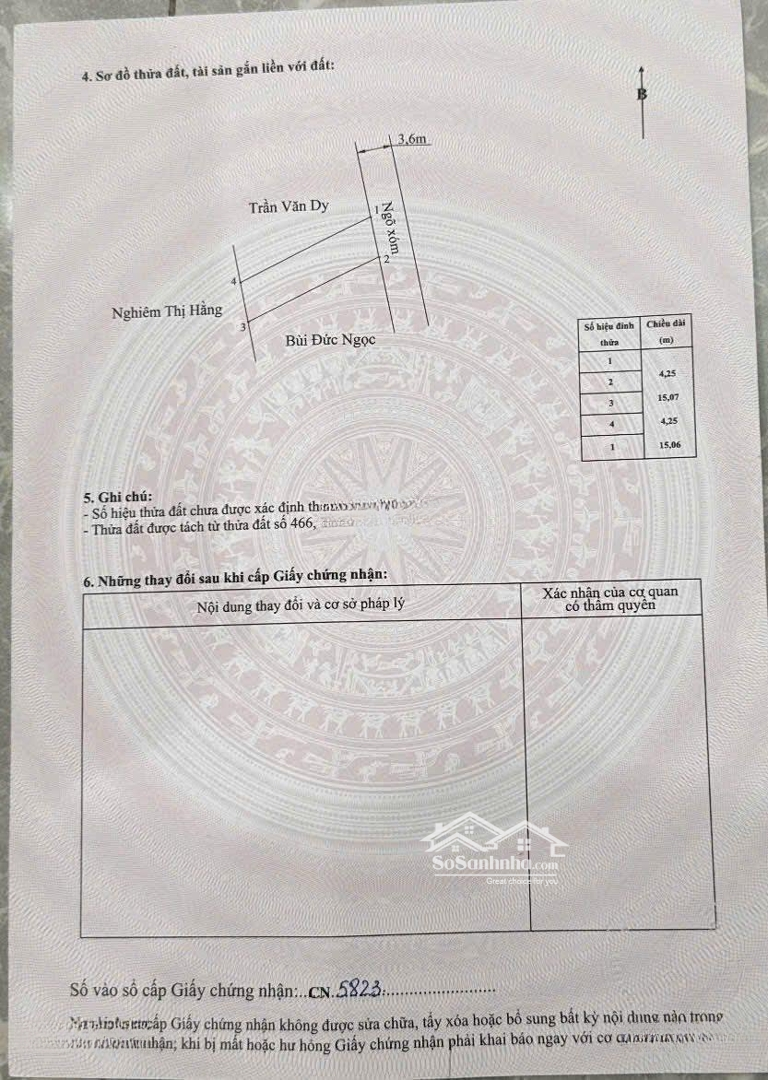 4. Sơ đồ thửa đất, tài sản gắn liền với đất:
B
3,6m
Trần Văn Dy
1
Ngõ xóm
2
4
Nghiêm Thị Hằng
3
Bùi Đức Ngọc
Số hiệu đỉnh thửa Chiều dài (m)
1
4,25
2
15,07
3
4,25
4
15,06
1
5. Ghi chú:
- Số hiệu thửa đất chưa được xác định
- Thửa đất được tách từ thửa đất số 466,
6. Những thay đổi sau khi cấp Giấy chứng nhận:
Nội dung thay đổi và cơ sở pháp lý
Xác nhận của cơ quan
có thẩm quyền
SoSanhnha.com
Great choice for you
Số vào sổ cấp Giấy chứng nhận:..CN.5823:.........................
cấp Giấy chứng nhận không được sửa chữa, tẩy xóa hoặc bổ sung bất kỳ nội dung nào trong
nhận; khi bị mất hoặc hư hỏng Giấy chứng nhận phải khai báo ngay với cơ